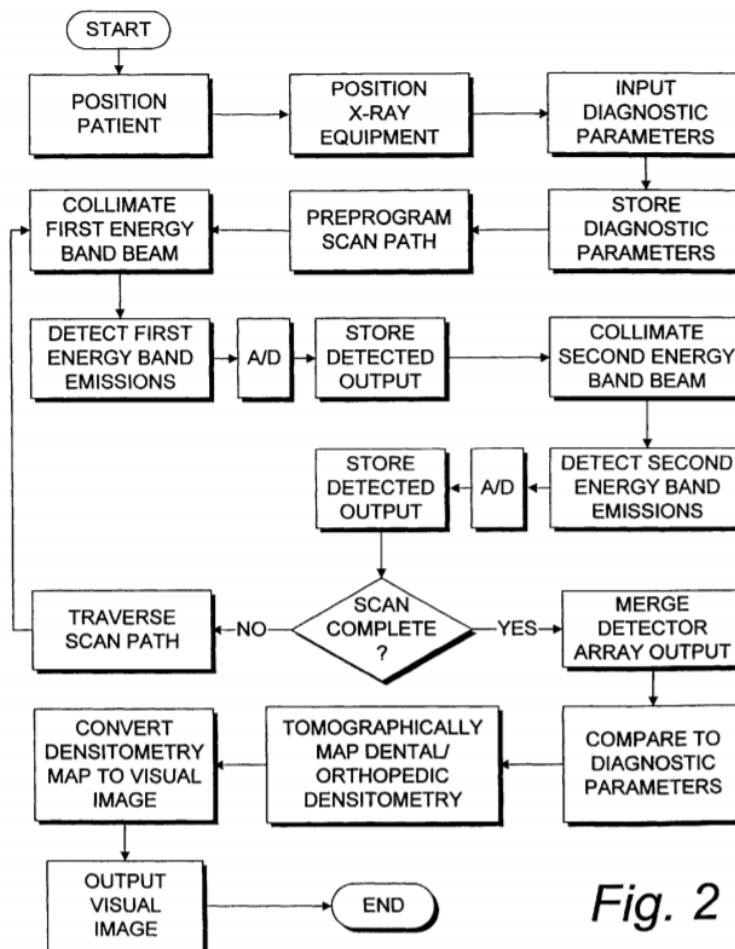 START
POSITION
PATIENT
POSITION
X-RAY
EQUIPMENT
INPUT
DIAGNOSTIC
PARAMETERS
STORE
DIAGNOSTIC
PARAMETERS
PREPROGRAM
SCAN PATH
COLLIMATE
FIRST ENERGY
BAND BEAM
DETECT FIRST
ENERGY BAND
EMISSIONS
A/D
STORE
DETECTED
OUTPUT
COLLIMATE
SECOND ENERGY
BAND BEAM
DETECT SECOND
ENERGY BAND
EMISSIONS
A/D
STORE
DETECTED
OUTPUT
SCAN
COMPLETE
?
NO
TRAVERSE
SCAN PATH
YES
MERGE
DETECTOR
ARRAY OUTPUT
COMPARE TO
DIAGNOSTIC
PARAMETERS
TOMOGRAPHICALLY
MAP DENTAL/
ORTHOPEDIC
DENSITOMETRY
CONVERT
DENSITOMETRY
MAP TO VISUAL
IMAGE
OUTPUT
VISUAL
IMAGE
END
Fig. 2